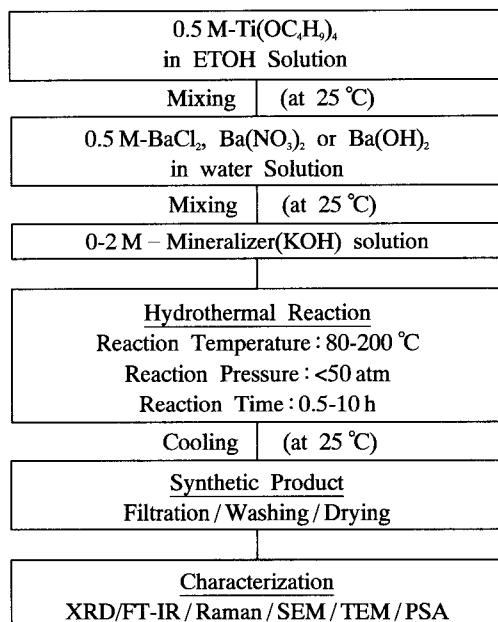 0.5 M-Ti(OC₄H₉)₄
in ETOH Solution
Mixing (at 25 ℃)
0.5 M-BaCl₂, Ba(NO₃)₂ or Ba(OH)₂
in water Solution
Mixing (at 25 ℃)
0-2 M – Mineralizer(KOH) solution
Hydrothermal Reaction
Reaction Temperature : 80-200 ℃
Reaction Pressure : <50 atm
Reaction Time : 0.5-10 h
Cooling (at 25 ℃)
Synthetic Product
Filtration / Washing / Drying
Characterization
XRD/FT-IR / Raman / SEM / TEM / PSA